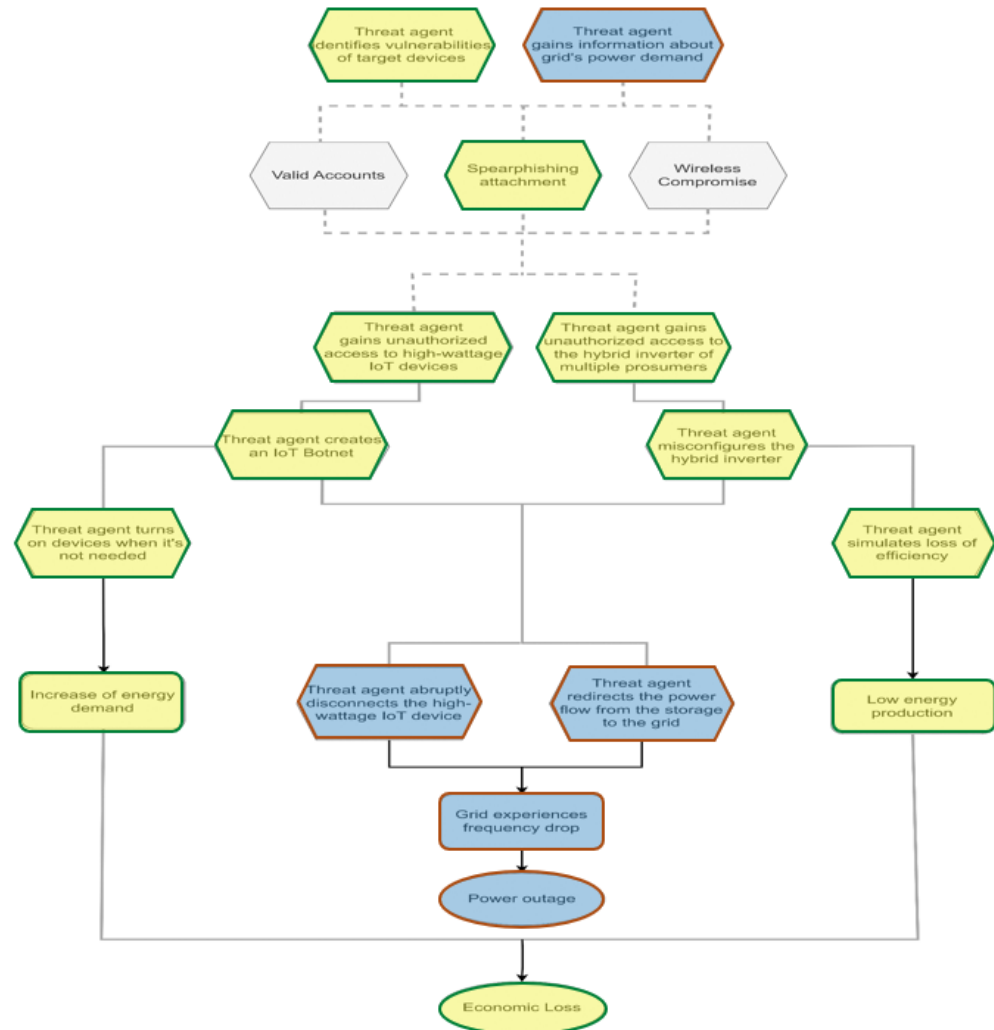 Threat agent
dentifies vulnerabilities
of target devices
Threat agent
gains information about
grid's power demand
Valid Accounts
Spearphishing
attachment
Wireless
Compromise
Threat agent
gains unauthorized
access to high-wattage
IoT devices
Threat agent gains
unauthorized access to
the hybrid inverter of
multiple prosumers
Threat agent creates
an IoT Botnet
Threat agent
misconfigures the
hybrid inverter
Threat agent turns
on devices when it's
not needed
Threat agent
simulates loss of
efficiency
Increase of energy
demand
Threat agent abruptly
disconnects the high-
wattage IoT device
Threat agent
redirects the power
flow from the storage
to the grid
Low energy
production
Grid experiences
frequency drop
Power outage
Economic Loss